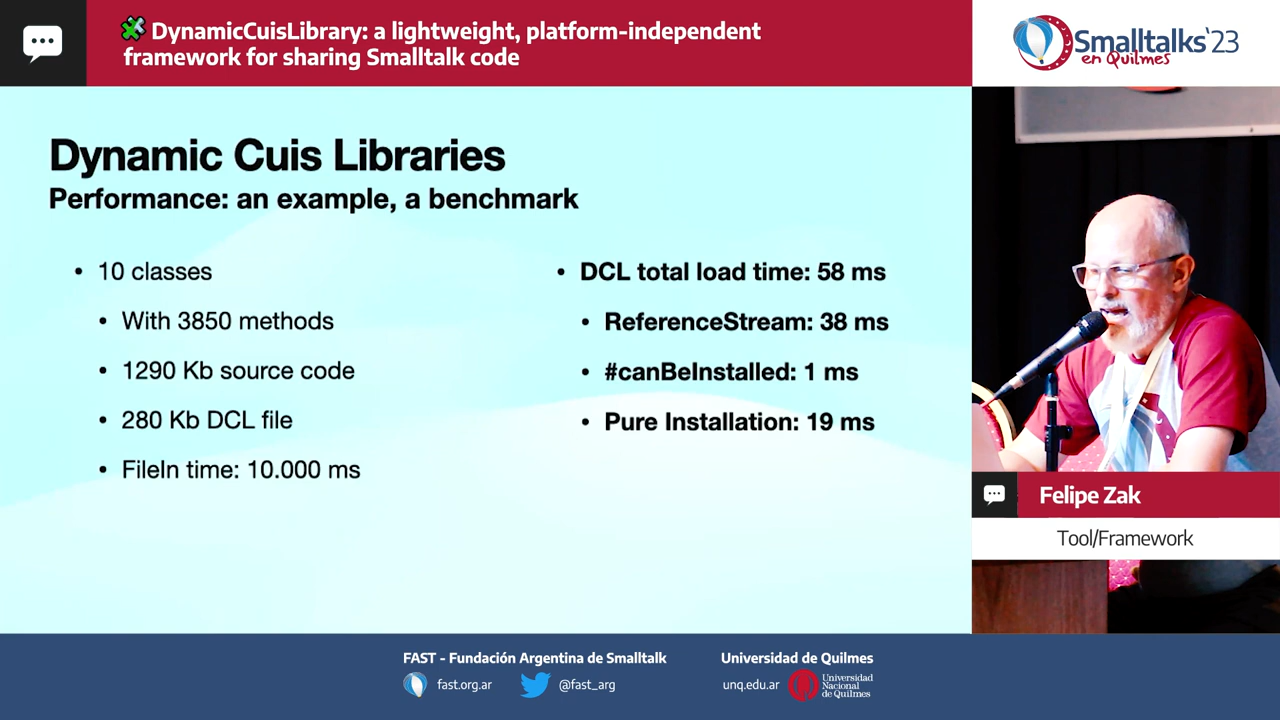 DynamicCuisLibrary: a lightweight, platform-independent
framework for sharing Smalltalk code
Smalltalks'23
en Quilmes
Dynamic Cuis Libraries
Performance: an example, a benchmark
• 10 classes
• With 3850 methods
• 1290 Kb source code
• 280 Kb DCL file
• FileIn time: 10.000 ms
• DCL total load time: 58 ms
• ReferenceStream: 38 ms
• #canBeInstalled: 1 ms
• Pure Installation: 19 ms
Felipe Zak
Tool/Framework
FAST - Fundación Argentina de Smalltalk
fast.org.ar
@fast_arg
Universidad de Quilmes
unq.edu.ar
Universidad
Nacional
de Quilmes